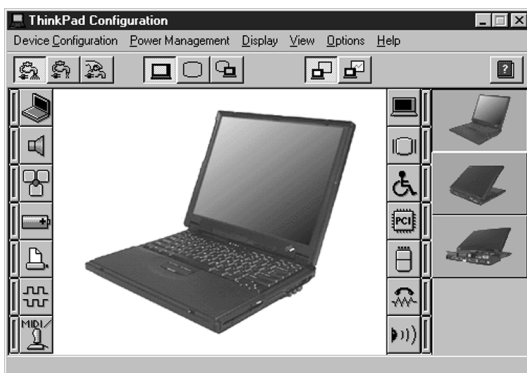 ThinkPad Configuration
Device Configuration Power Management Display View Options Help
?
PCI
MIDI/